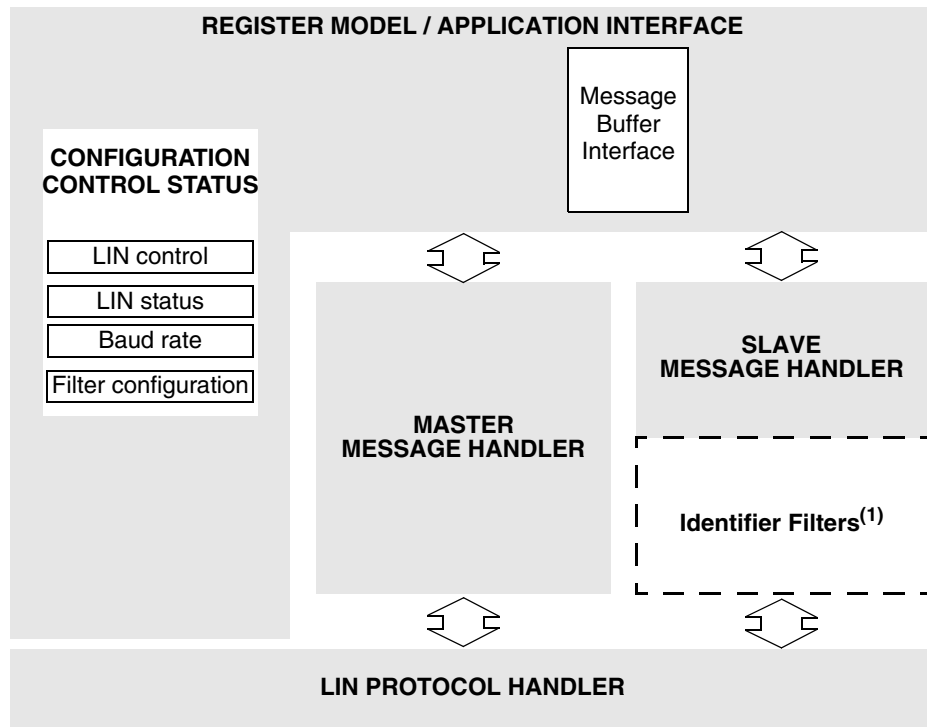 REGISTER MODEL / APPLICATION INTERFACE
Message
Buffer
Interface
CONFIGURATION
CONTROL STATUS
LIN control
LIN status
Baud rate
Filter configuration
MASTER
MESSAGE HANDLER
SLAVE
MESSAGE HANDLER
Identifier Filters(1)
LIN PROTOCOL HANDLER